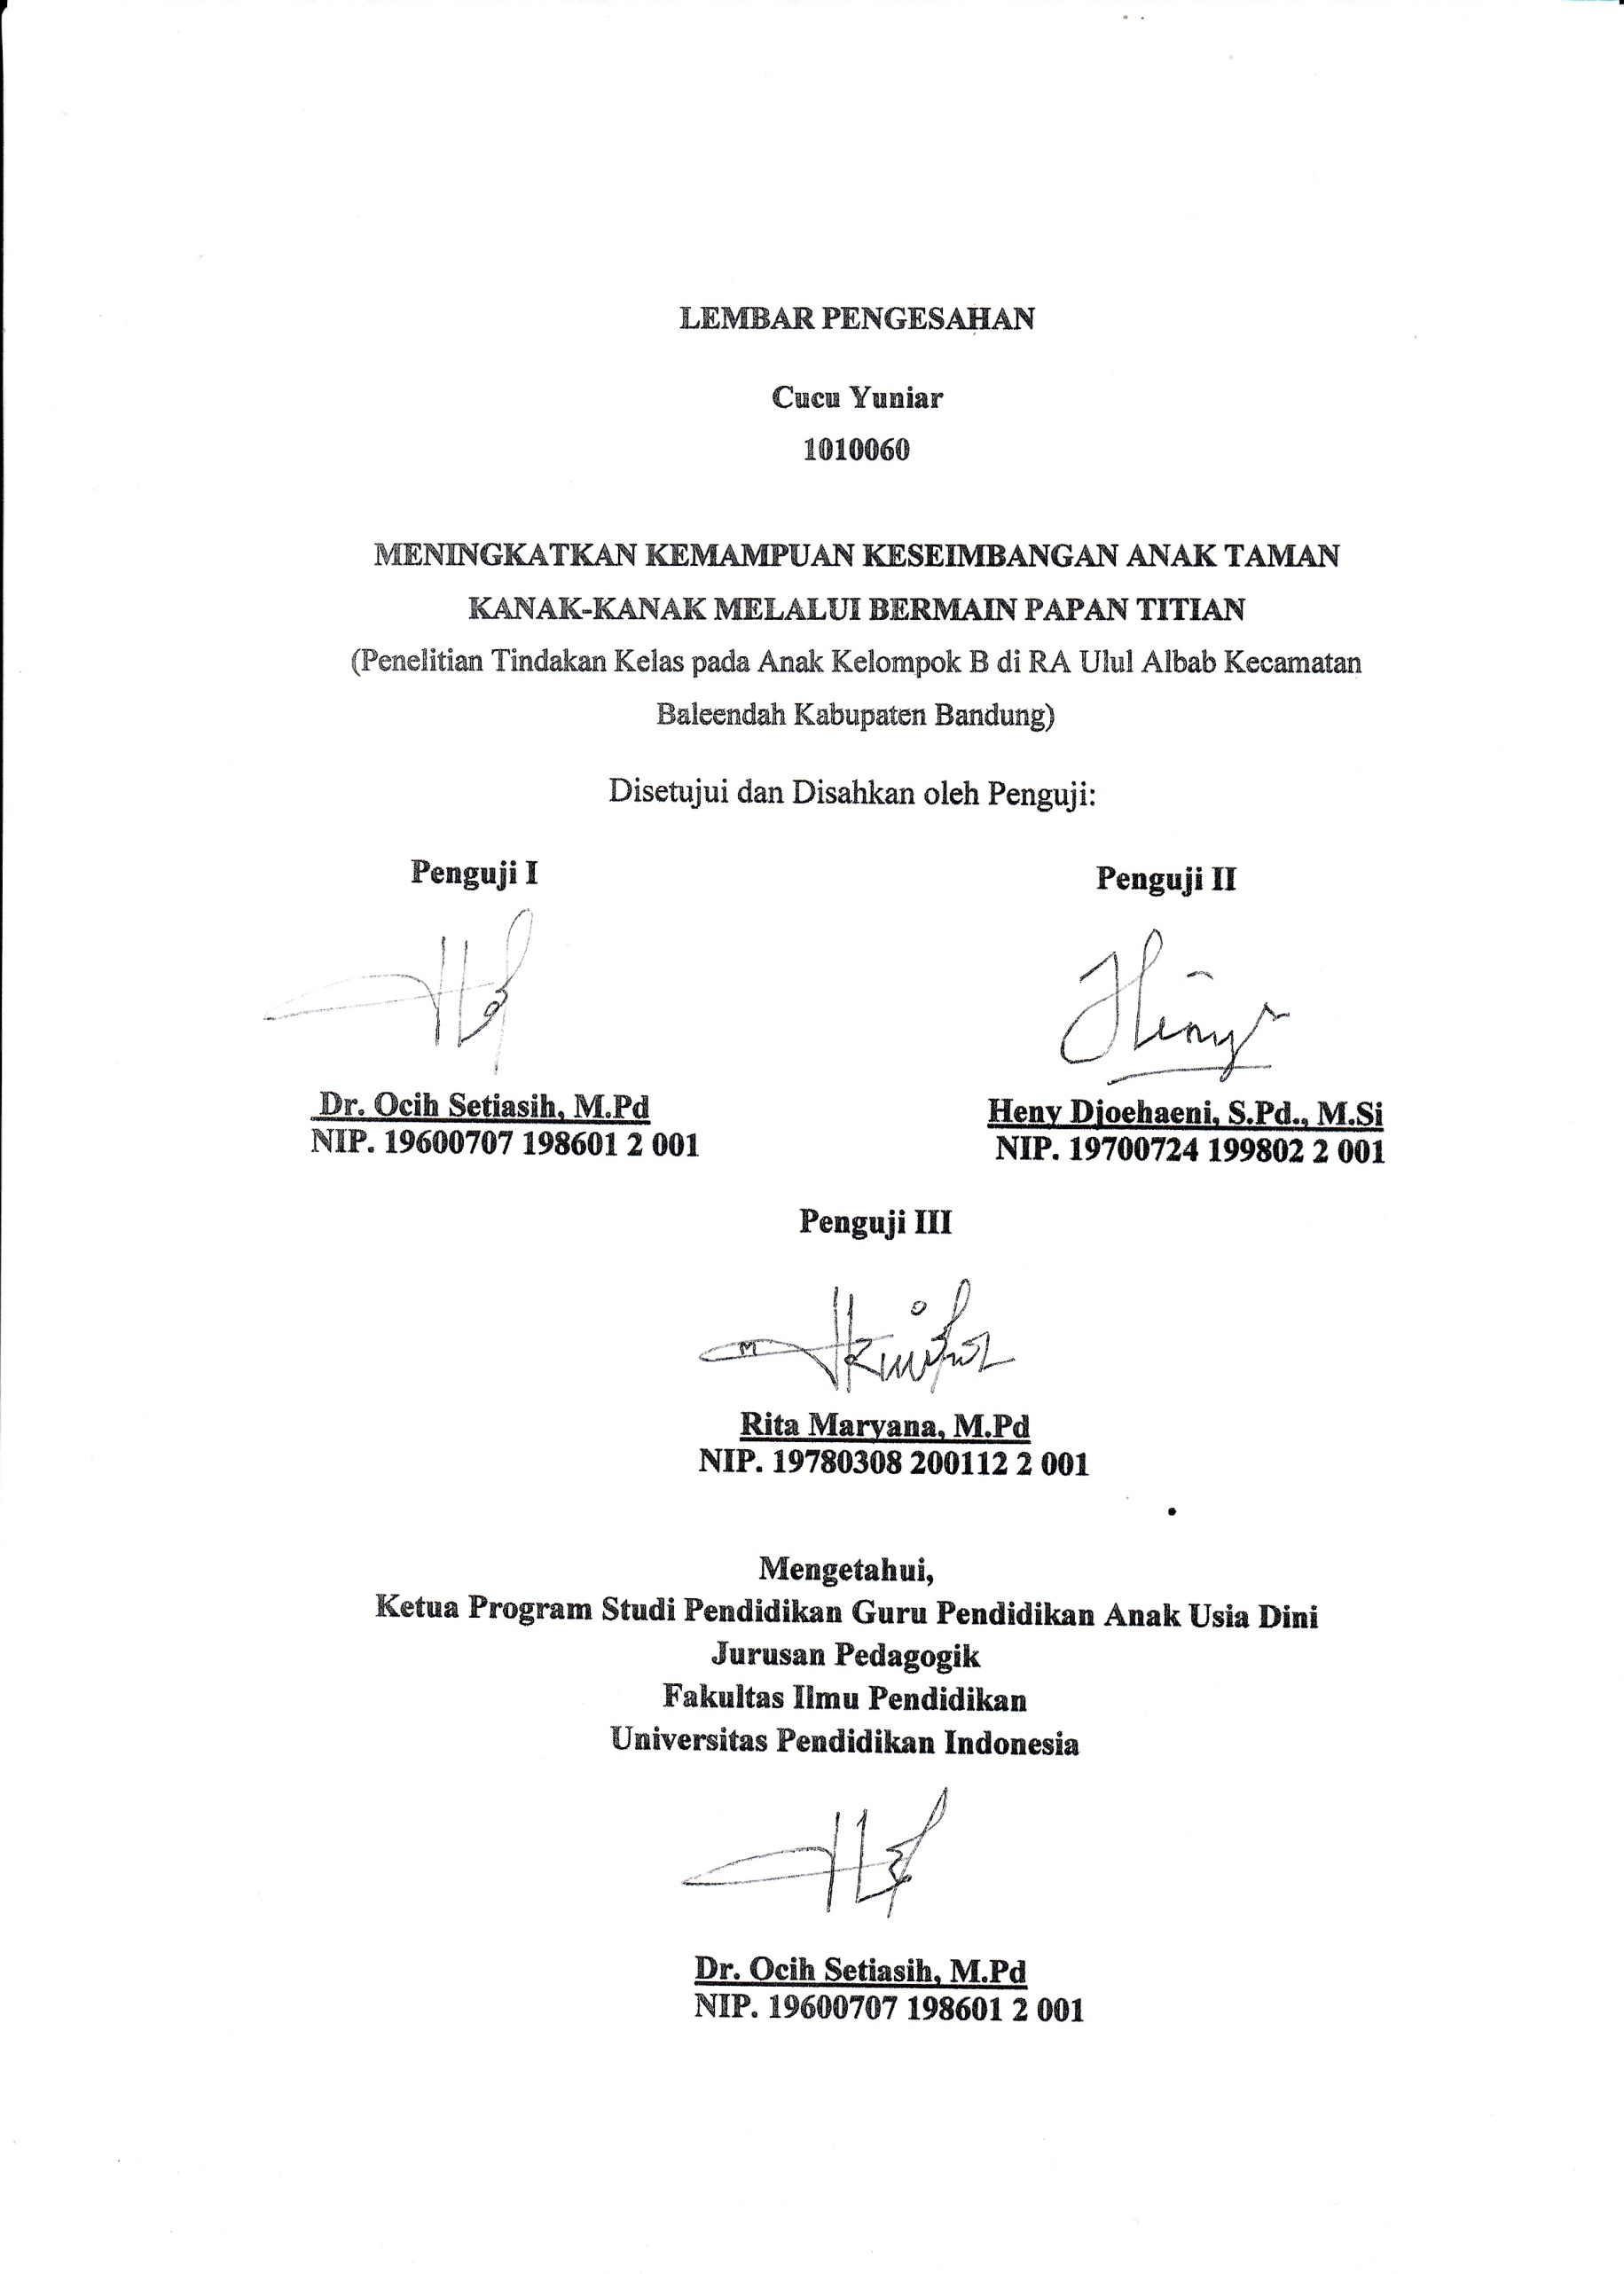 LEMBAR PENGESAHAN
Cucu Yuniar
1010060
MENINGKATKAN KEMAMPUAN KESEIMBANGAN ANAK TAMAN
KANAK-KANAK MELALUI BERMAIN PAPAN TITIAN
(Penelitian Tindakan Kelas pada Anak Kelompok B di RA Ulul Albab Kecamatan
Baleendah Kabupaten Bandung)
Disetujui dan Disahkan oleh Penguji:
Penguji I
Dr. Ocih Setiasih, M.Pd
NIP. 19600707 198601 2 001
Penguji II
Heny Djoehaeni, S.Pd., M.Si
NIP. 19700724 199802 2 001
Penguji III
Rita Maryana, M.Pd
NIP. 19780308 200112 2 001
Mengetahui,
Ketua Program Studi Pendidikan Guru Pendidikan Anak Usia Dini
Jurusan Pedagogik
Fakultas Ilmu Pendidikan
Universitas Pendidikan Indonesia
Dr. Ocih Setiasih, M.Pd
NIP. 19600707 198601 2 001